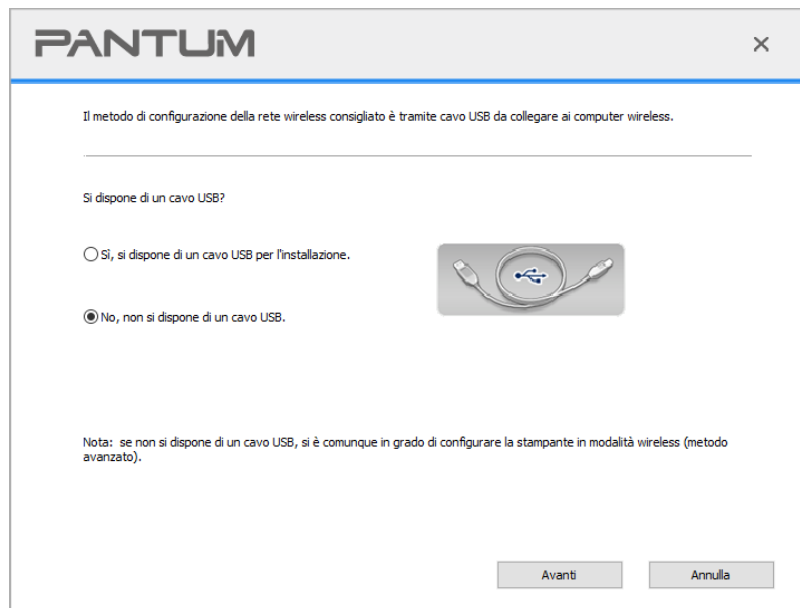 PANTUM
Il metodo di configurazione della rete wireless consigliato è tramite cavo USB da collegare ai computer wireless.
Si dispone di un cavo USB?
Sì, si dispone di un cavo USB per l'installazione.
No, non si dispone di un cavo USB.
Nota: se non si dispone di un cavo USB, si è comunque in grado di configurare la stampante in modalità wireless (metodo
avanzato).
Avanti
Annulla